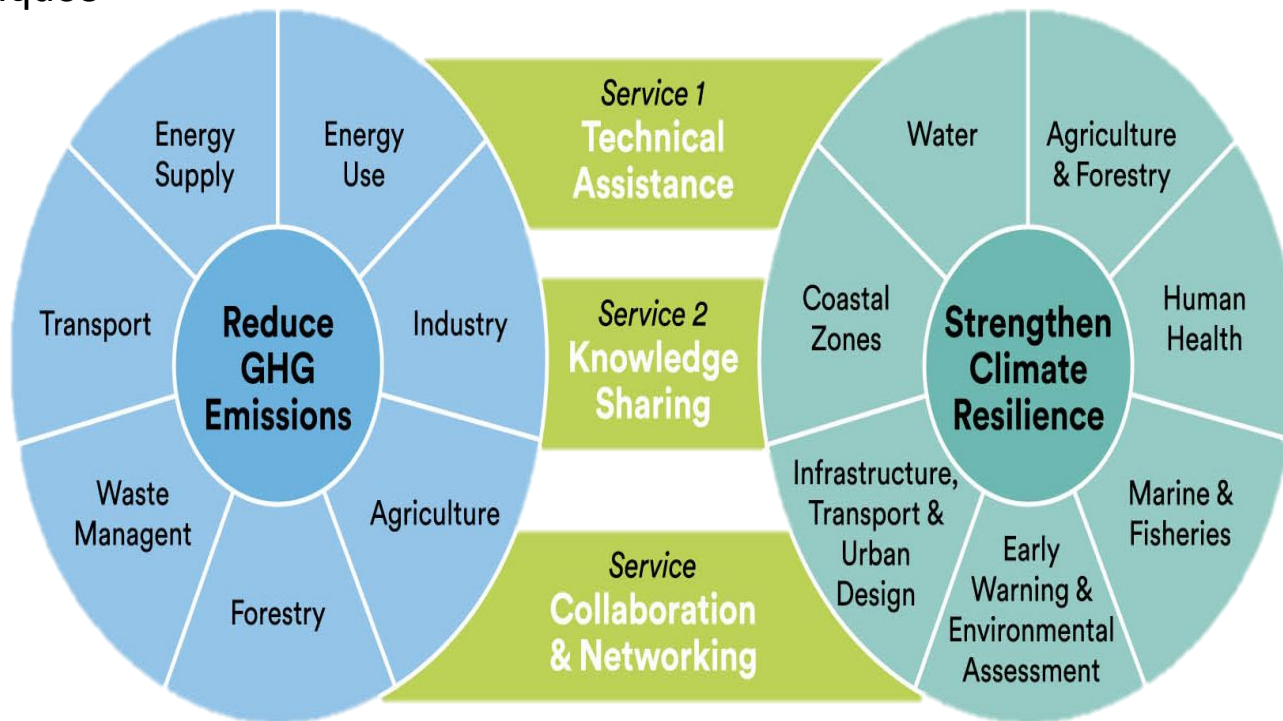 iques
Energy
Supply
Energy
Use
Transport
Reduce
GHG
Emissions
Industry
Waste
Managent
Agriculture
Forestry
Service 1
Technical
Assistance
Service 2
Knowledge
Sharing
Service
Collaboration
& Networking
Water
Agriculture
& Forestry
Coastal
Zones
Strengthen
Climate
Resilience
Human
Health
Infrastructure,
Transport &
Urban
Design
Early
Warning &
Environmental
Assessment
Marine &
Fisheries